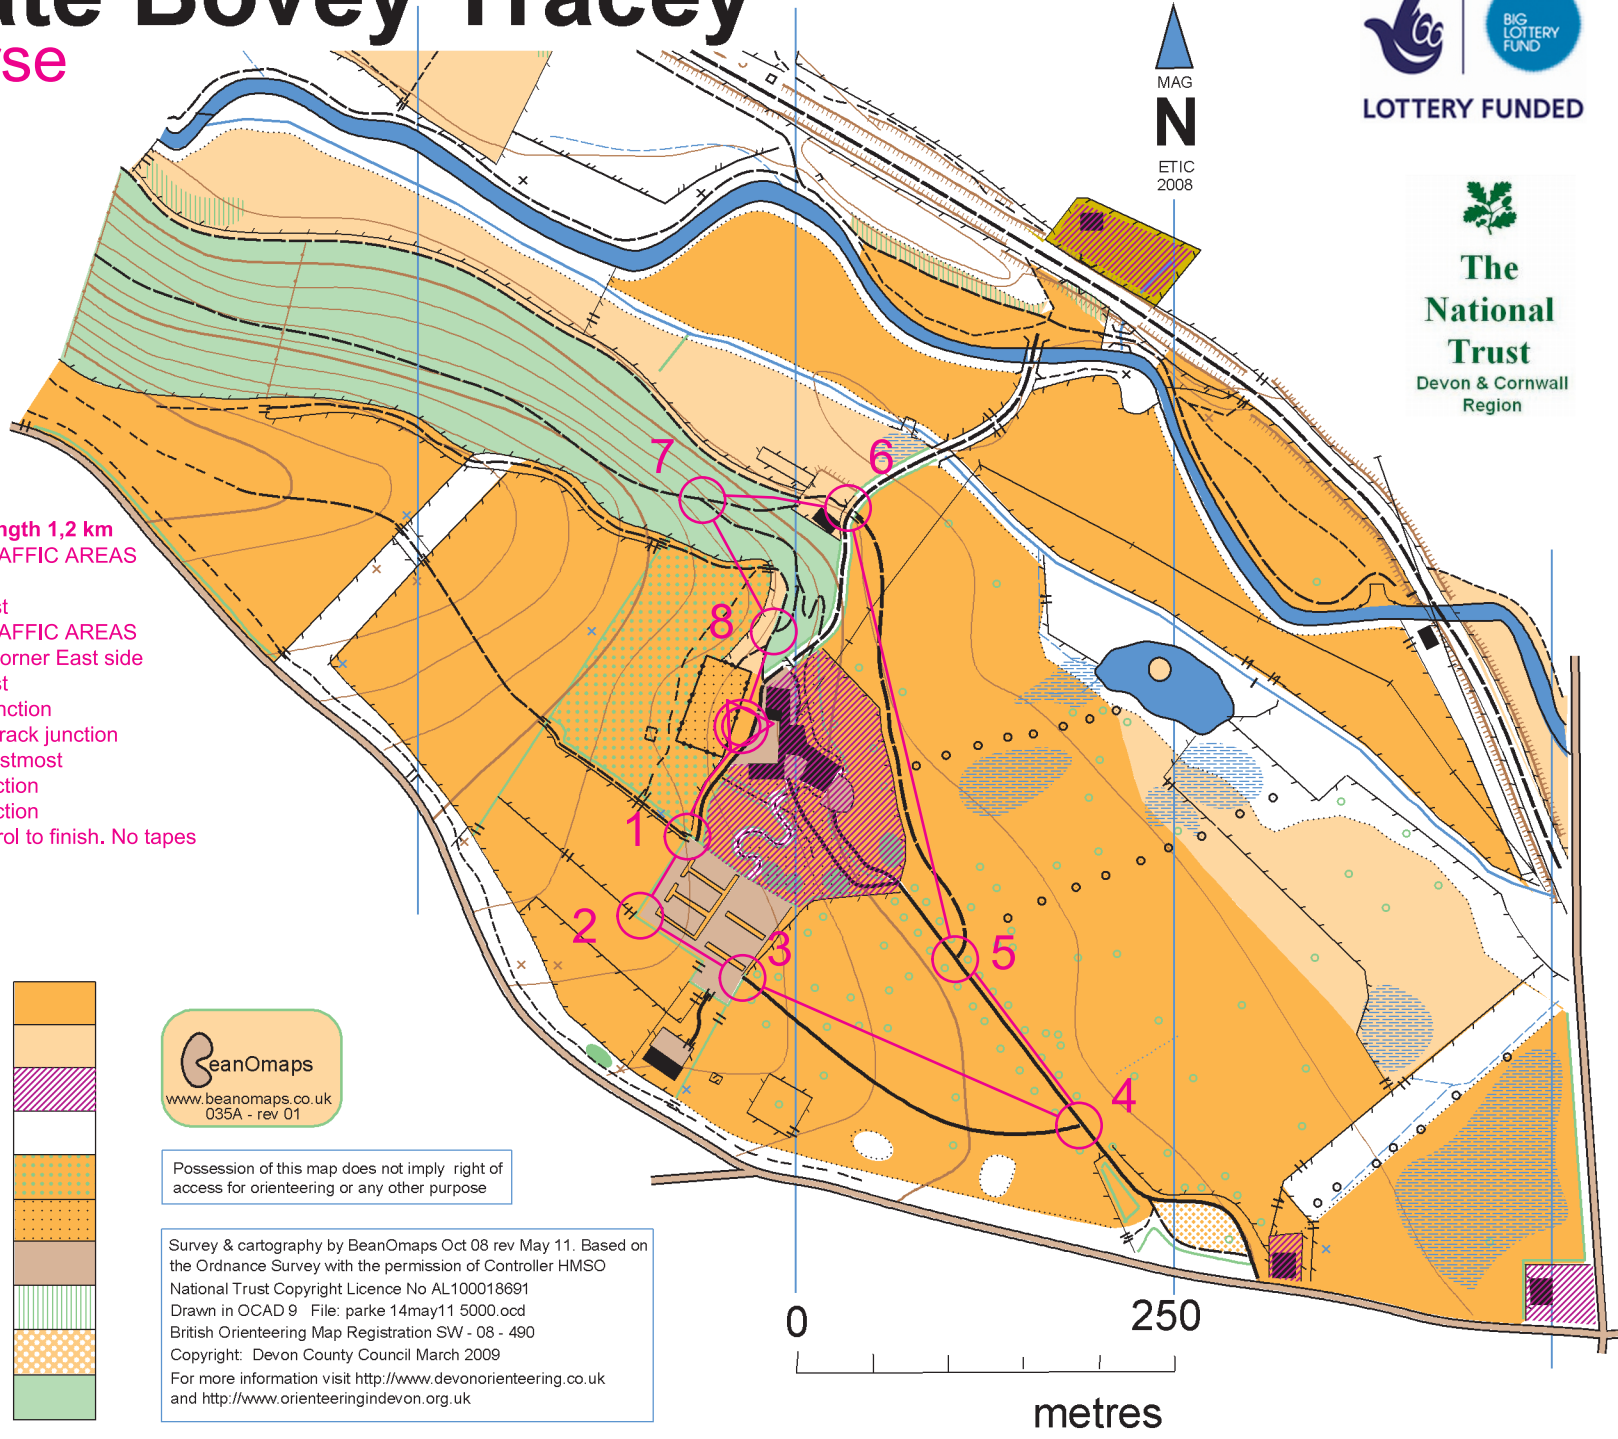 ate Bovey Tracey
rse
MAG
N
ETIC
2008
BIG
LOTTERY
FUND
LOTTERY FUNDED
The
National
Trust
Devon & Cornwall
Region
ngth 1,2 km
AFFIC AREAS
st
AFFIC AREAS
orner East side
st
nction
rack junction
stmost
ction
ction
rol to finish. No tapes
7
6
8
1
2
3
5
4
eanOmaps
www.beanomaps.co.uk
035A - rev 01
Possession of this map does not imply right of
access for orienteering or any other purpose
Survey & cartography by BeanOmaps Oct 08 rev May 11. Based on
the Ordnance Survey with the permission of Controller HMSO
National Trust Copyright Licence No AL100018691
Drawn in OCAD 9 File: parke 14may11 5000.ocd
British Orienteering Map Registration SW - 08 - 490
Copyright: Devon County Council March 2009
For more information visit http://www.devonorienteering.co.uk
and http://www.orienteeringindevon.org.uk
0
250
metres